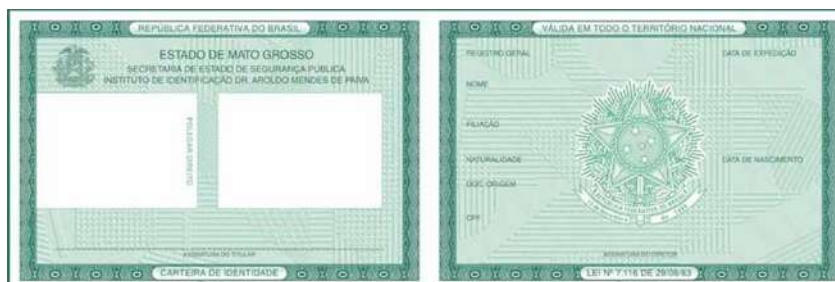 REPÚBLICA FEDERATIVA DO BRASIL
ESTADO DE MATO GROSSO
SECRETARIA DE ESTADO DE SEGURANÇA PÚBLICA
INSTITUTO DE IDENTIFICAÇÃO DR. AROLDO MENDES DE PAIVA
POLEGAR DIREITO
ASSINATURA DO TITULAR
CARTEIRA DE IDENTIDADE
VÁLIDA EM TODO O TERRITÓRIO NACIONAL
REGISTRO GERAL
DATA DE EXPEDIÇÃO
NOME
FILIAÇÃO
NATURALIDADE
DATA DE NASCIMENTO
DOC. ORIGEM
CPF
ASSINATURA DO DIRETOR
LEI Nº 7.116 DE 29/08/83